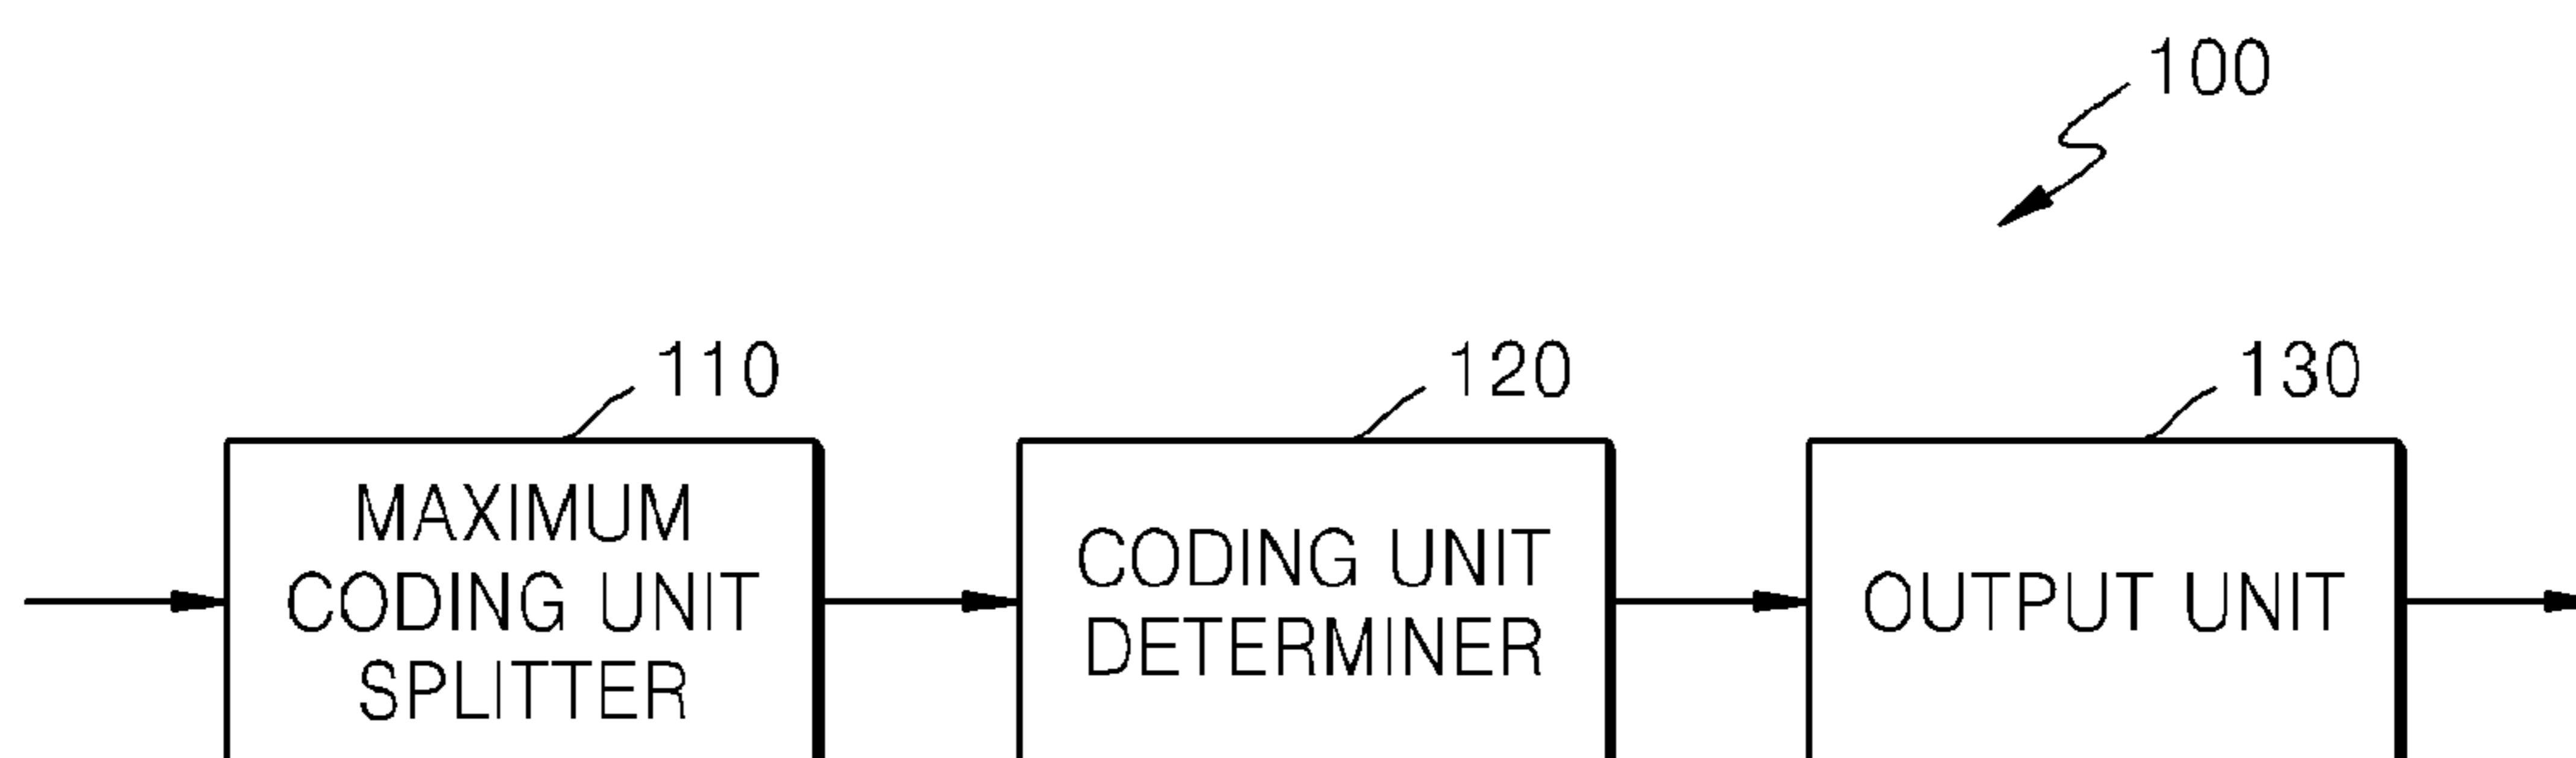 100
110
120
130
MAXIMUM
CODING UNIT
SPLITTER
CODING UNIT
DETERMINER
OUTPUT UNIT